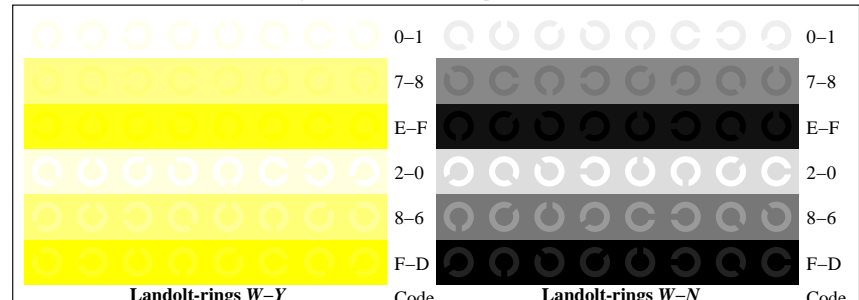 0–1 0–1
7–8 7–8
E–F E–F
2–0 2–0
8–6 8–6
F–D F–D
Landolt-rings W–Y Code Landolt-rings W–N Code